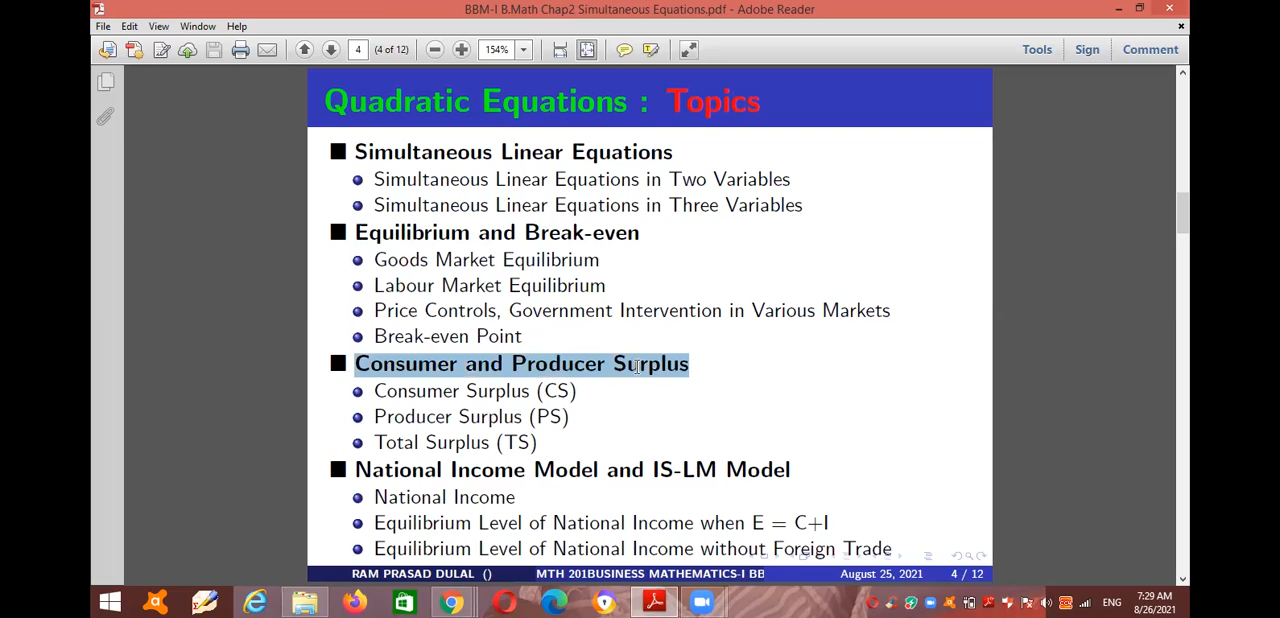 BBM-I B.Math Chap2 Simultaneous Equations.pdf - Adobe Reader
File Edit View Window Help
4 (4 of 12) 154% Tools Sign Comment
Quadratic Equations : Topics
Simultaneous Linear Equations
Simultaneous Linear Equations in Two Variables
Simultaneous Linear Equations in Three Variables
Equilibrium and Break-even
Goods Market Equilibrium
Labour Market Equilibrium
Price Controls, Government Intervention in Various Markets
Break-even Point
Consumer and Producer Surplus
Consumer Surplus (CS)
Producer Surplus (PS)
Total Surplus (TS)
National Income Model and IS-LM Model
National Income
Equilibrium Level of National Income when E = C+I
Equilibrium Level of National Income without Foreign Trade
RAM PRASAD DULAL () MTH 201BUSINESS MATHEMATICS-I BB August 25, 2021 4 / 12
ENG 7:29 AM
8/26/2021